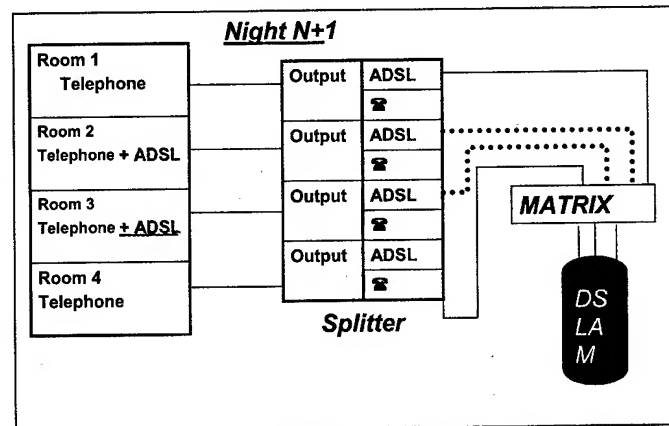 Night N+1
Room 1
Telephone
Room 2
Telephone + ADSL
Room 3
Telephone + ADSL
Room 4
Telephone
Output ADSL
☎
Output ADSL
☎
Output ADSL
☎
Output ADSL
☎
Splitter
MATRIX
DS
LA
M